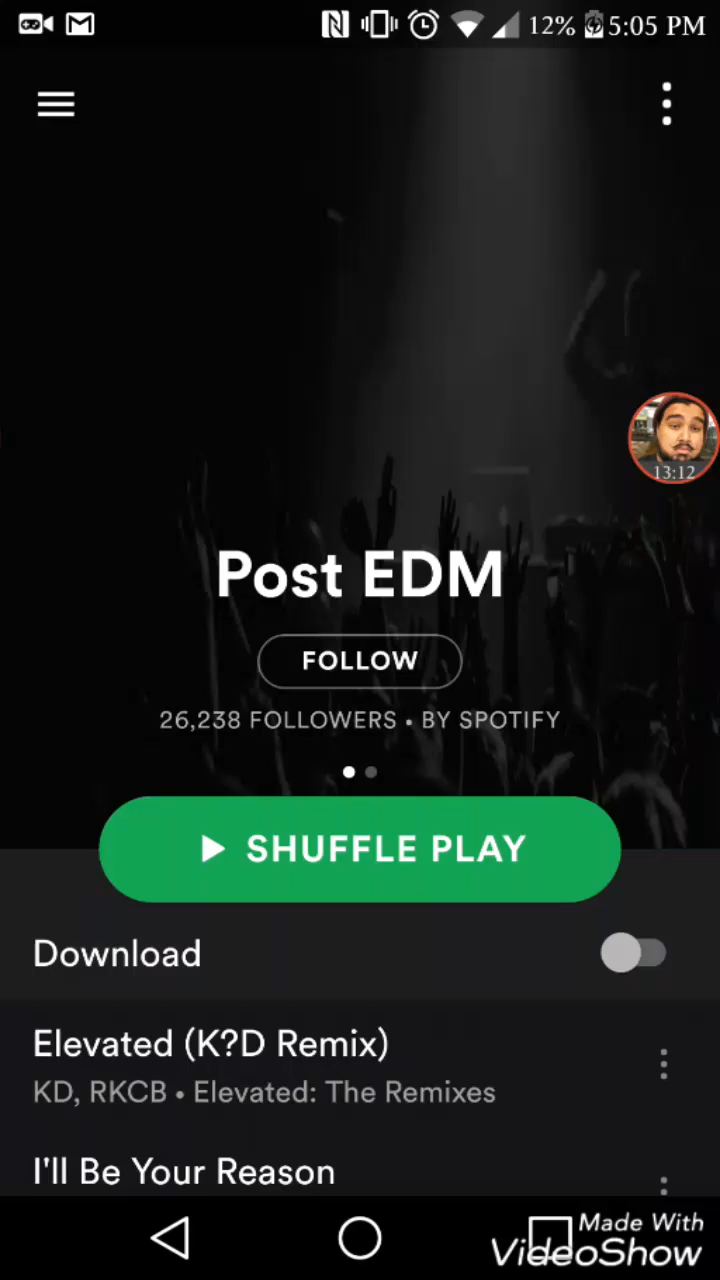 12% 5:05 PM
13:12
Post EDM
FOLLOW
26,238 FOLLOWERS • BY SPOTIFY
SHUFFLE PLAY
Download
Elevated (K?D Remix)
KD, RKCB • Elevated: The Remixes
I'll Be Your Reason
Made With
VideoShow